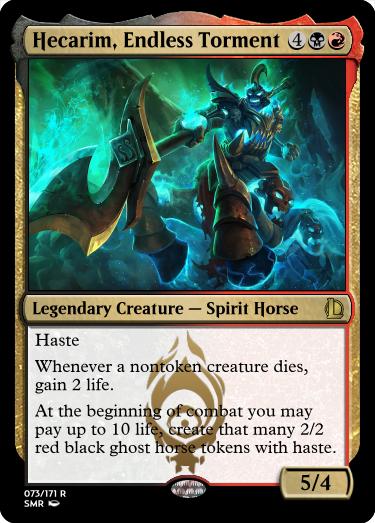 Hecarim, Endless Torment 4
Legendary Creature — Spirit Horse
Haste
Whenever a nontoken creature dies,
gain 2 life.
At the beginning of combat you may
pay up to 10 life, create that many 2/2
red black ghost horse tokens with haste.
5/4
073/171 R
SMR